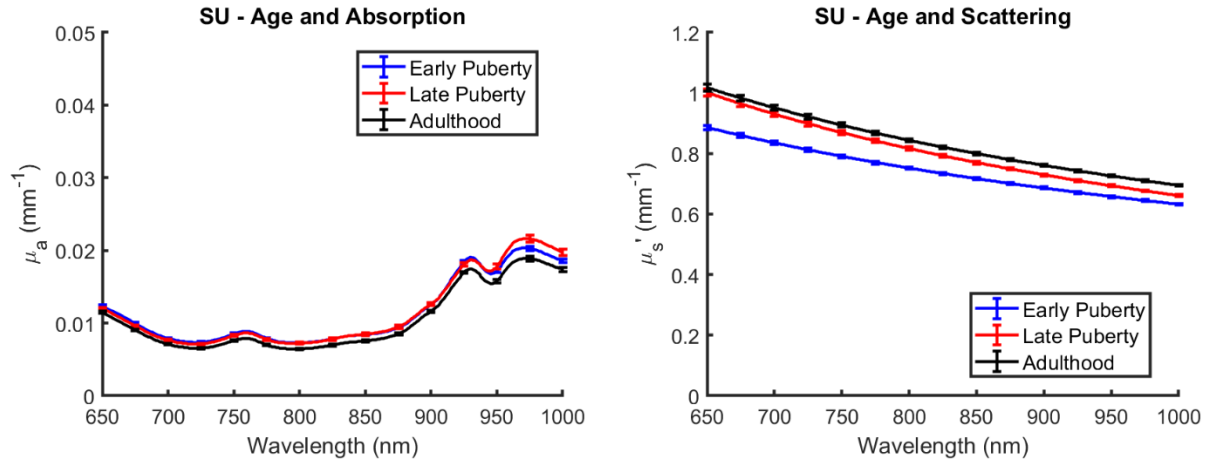 SU - Age and Absorption
0.05
0.04
0.03
0.02
0.01
0
μa (mm-1)
Early Puberty
Late Puberty
Adulthood
650 700 750 800 850 900 950 1000
Wavelength (nm)
SU - Age and Scattering
1.2
1
0.8
0.6
0.4
0.2
0
μs' (mm-1)
Early Puberty
Late Puberty
Adulthood
650 700 750 800 850 900 950 1000
Wavelength (nm)